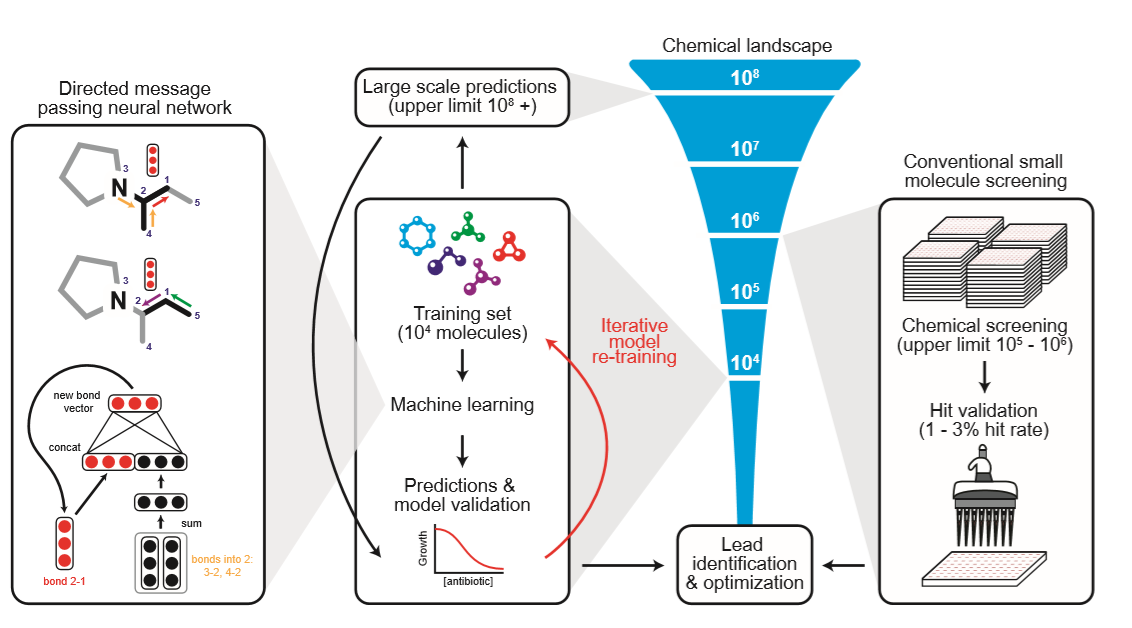 Directed message
passing neural network
3
N
2
1
5
4
3
N
2
1
5
4
new bond
vector
concat
sum
bond 2-1
bonds into 2:
3-2, 4-2
Large scale predictions
(upper limit 10⁸ +)
Training set
(10⁴ molecules)
Machine learning
Predictions &
model validation
Growth
[antibiotic]
Iterative
model
re-training
Chemical landscape
10⁸
10⁷
10⁶
10⁵
10⁴
Lead
identification
& optimization
Conventional small
molecule screening
Chemical screening
(upper limit 10⁵ - 10⁶)
Hit validation
(1 - 3% hit rate)